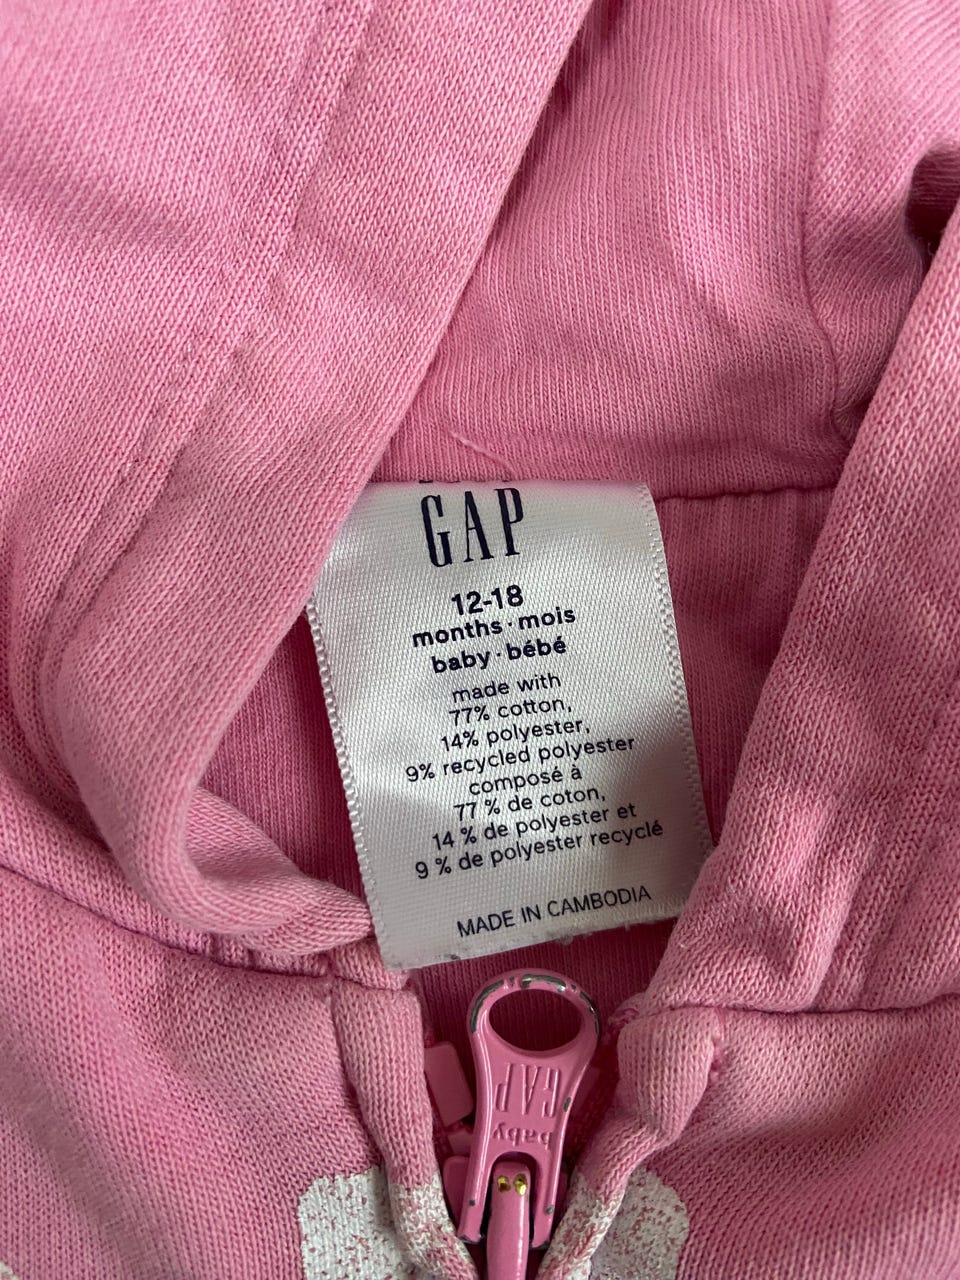 GAP
12-18
months · mois
baby · bébé
made with
77% cotton,
14% polyester,
9% recycled polyester
composé à
77 % de coton,
14 % de polyester et
9 % de polyester recyclé
MADE IN CAMBODIA
GAP
baby